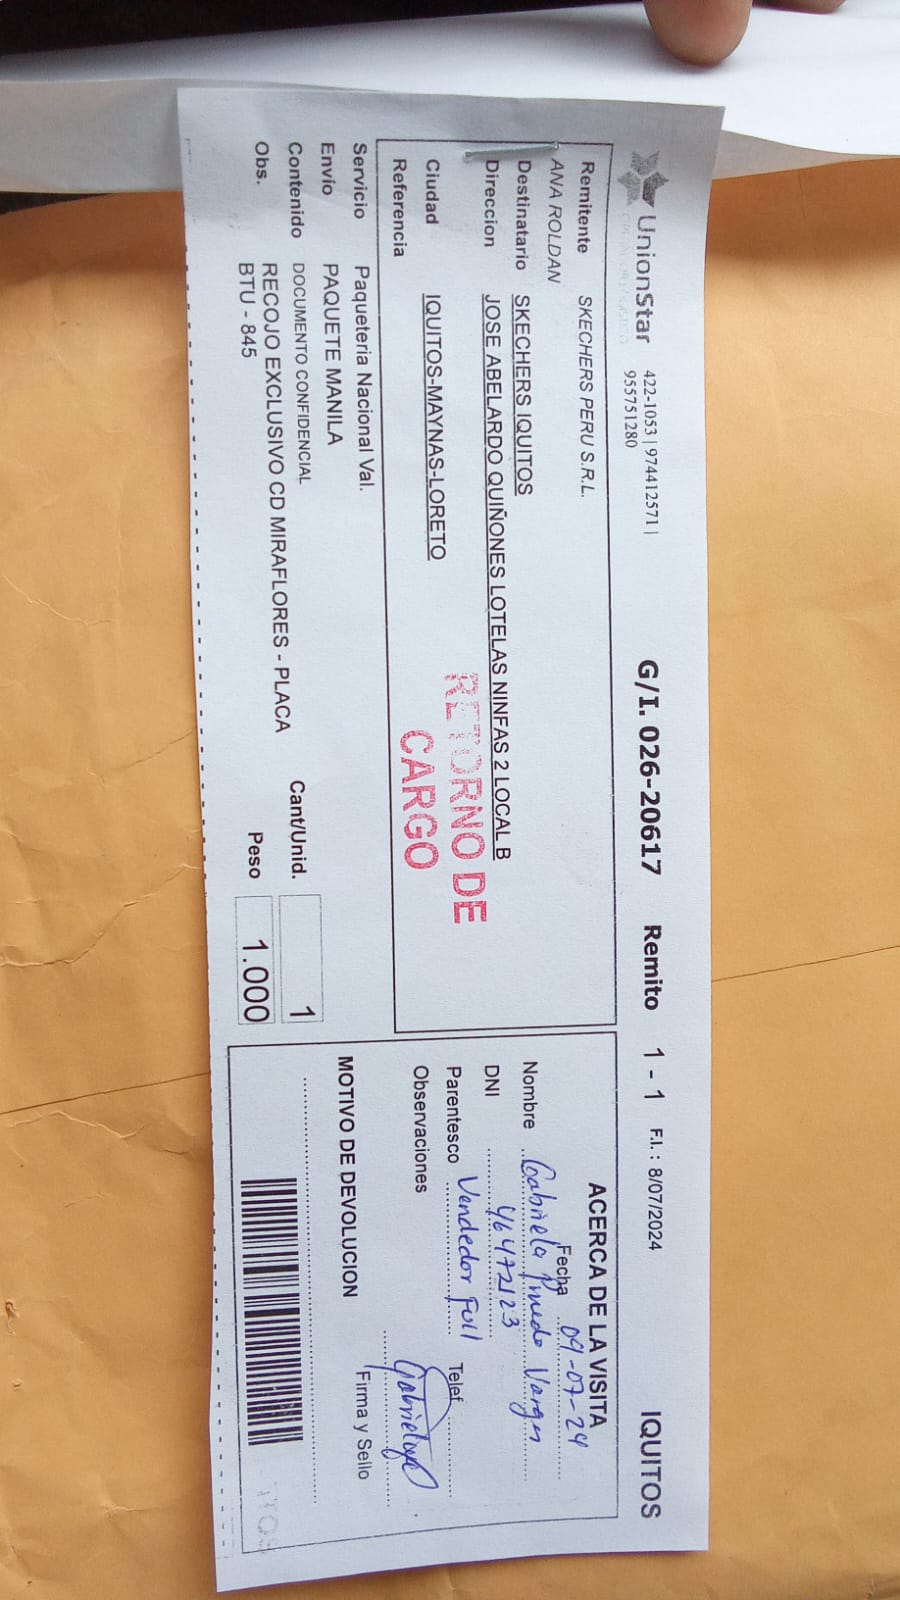 UnionStar 422-1053 | 974412571 |
955751280
G/I. 026-20617 Remito 1 - 1 F.I. : 8/07/2024 IQUITOS
Remitente SKECHERS PERU S.R.L.
ANA ROLDAN
Destinatario SKECHERS IQUITOS
Direccion JOSE ABELARDO QUIÑONES LOTELAS NINFAS 2 LOCAL B
Ciudad IQUITOS-MAYNAS-LORETO
Referencia
RETORNO DE
CARGO
Servicio Paqueteria Nacional Val.
Envio PAQUETE MANILA
Contenido DOCUMENTO CONFIDENCIAL
Obs. RECOJO EXCLUSIVO CD MIRAFLORES - PLACA
BTU - 845
Cant/Unid. 1
Peso 1.000
ACERCA DE LA VISITA
Fecha 09-07-24
Nombre Gabriela Vargas
DNI 46472123
Parentesco Vendedor Full Telef
Observaciones
Firma y Sello
MOTIVO DE DEVOLUCION